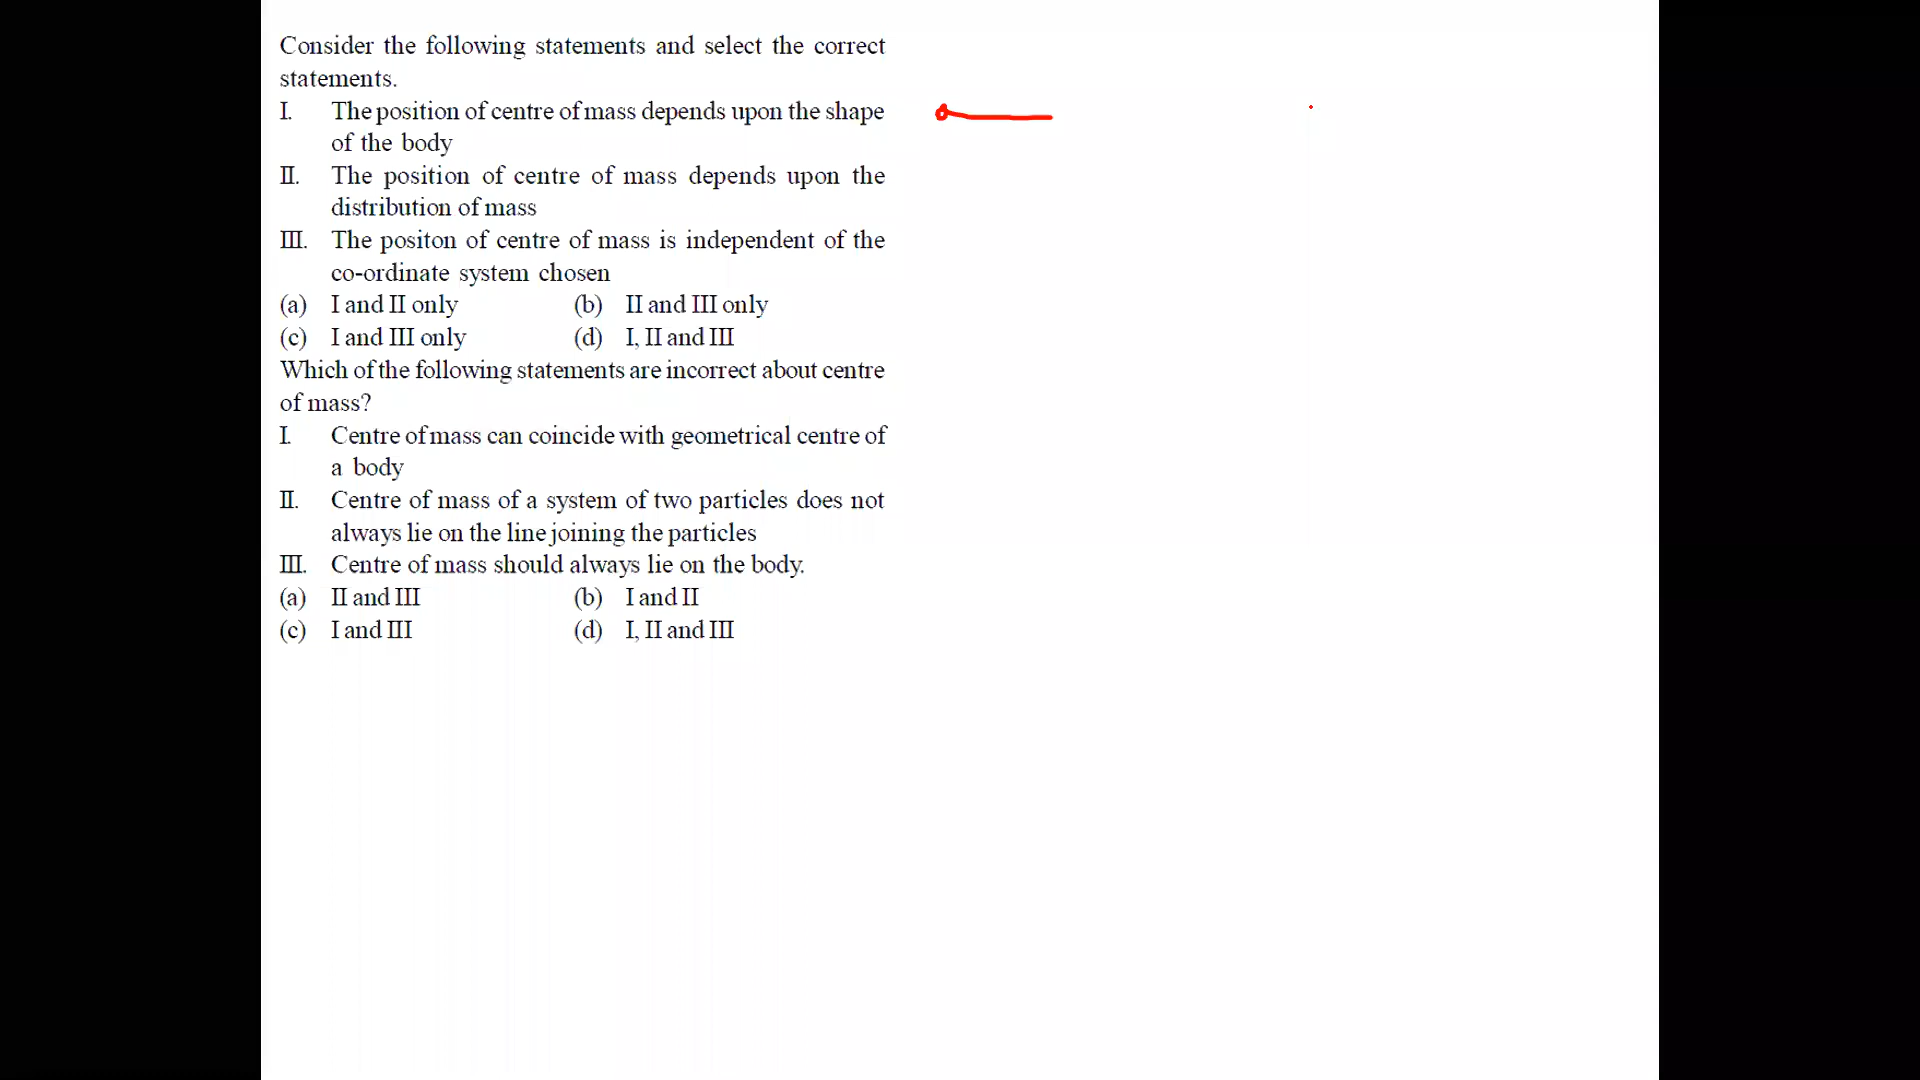 Consider the following statements and select the correct
statements.
I. The position of centre of mass depends upon the shape
of the body
II. The position of centre of mass depends upon the
distribution of mass
III. The positon of centre of mass is independent of the
co-ordinate system chosen
(a) I and II only (b) II and III only
(c) I and III only (d) I, II and III
Which of the following statements are incorrect about centre
of mass?
I. Centre of mass can coincide with geometrical centre of
a body
II. Centre of mass of a system of two particles does not
always lie on the line joining the particles
III. Centre of mass should always lie on the body.
(a) II and III (b) I and II
(c) I and III (d) I, II and III